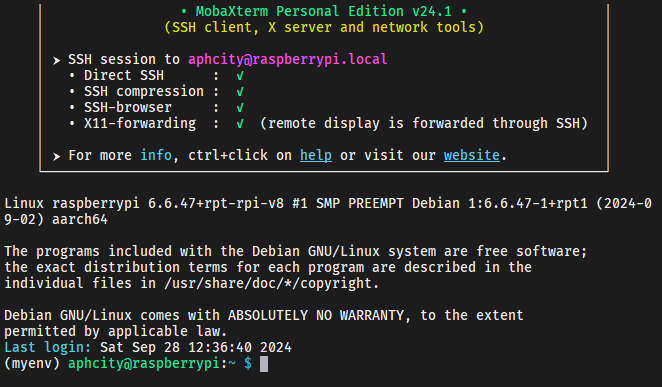 • MobaXterm Personal Edition v24.1 •
(SSH client, X server and network tools)
➤ SSH session to aphcity@raspberrypi.local
• Direct SSH : ✓
• SSH compression : ✓
• SSH-browser : ✓
• X11-forwarding : ✓ (remote display is forwarded through SSH)
➤ For more info, ctrl+click on help or visit our website.
Linux raspberrypi 6.6.47+rpt-rpi-v8 #1 SMP PREEMPT Debian 1:6.6.47-1+rpt1 (2024-0
9-02) aarch64
The programs included with the Debian GNU/Linux system are free software;
the exact distribution terms for each program are described in the
individual files in /usr/share/doc/*/copyright.
Debian GNU/Linux comes with ABSOLUTELY NO WARRANTY, to the extent
permitted by applicable law.
Last login: Sat Sep 28 12:36:40 2024
(myenv) aphcity@raspberrypi:~ $